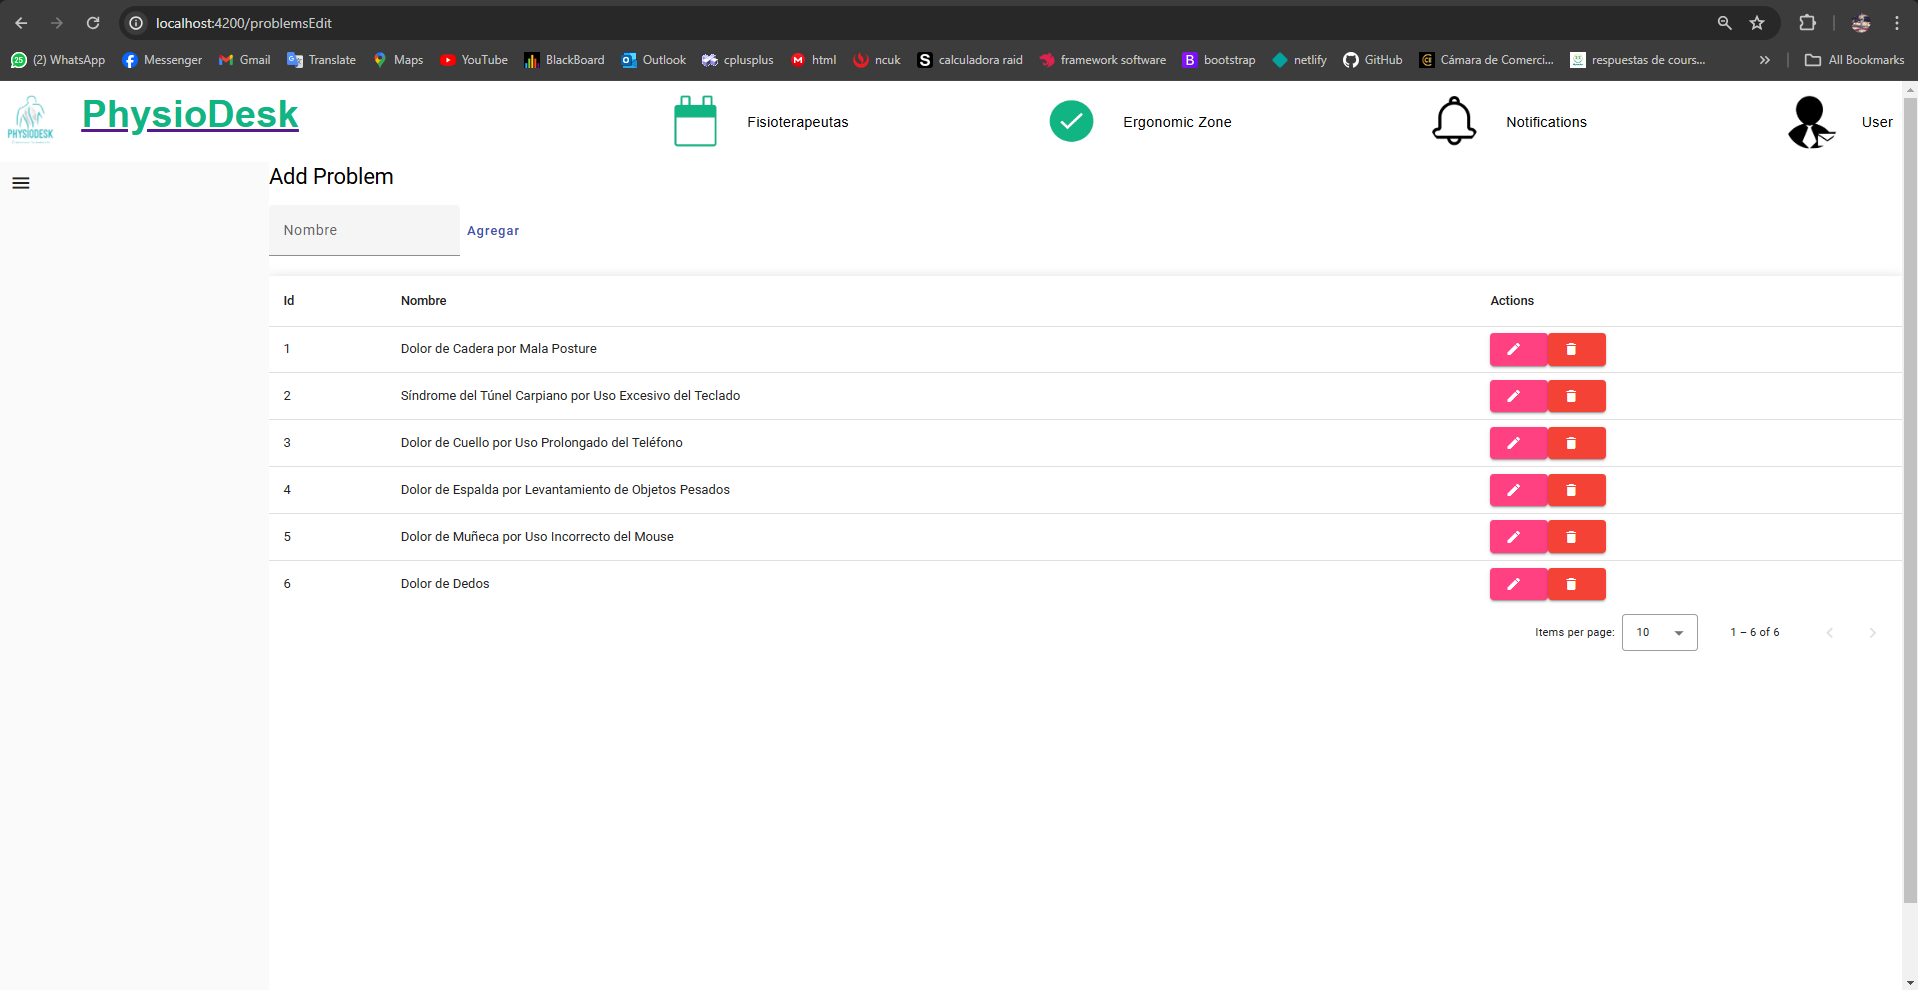 localhost:4200/problemsEdit
(2) WhatsApp Messenger Gmail Translate Maps YouTube BlackBoard Outlook cplusplus html ncuk calculadora raid framework software bootstrap netlify GitHub Cámara de Comerci... respuestas de cours... All Bookmarks
PHYSIODESK PhysioDesk Fisioterapeutas Ergonomic Zone Notifications User
Add Problem
Nombre Agregar
Id Nombre Actions
1 Dolor de Cadera por Mala Posture
2 Síndrome del Túnel Carpiano por Uso Excesivo del Teclado
3 Dolor de Cuello por Uso Prolongado del Teléfono
4 Dolor de Espalda por Levantamiento de Objetos Pesados
5 Dolor de Muñeca por Uso Incorrecto del Mouse
6 Dolor de Dedos
Items per page: 10 1 – 6 of 6